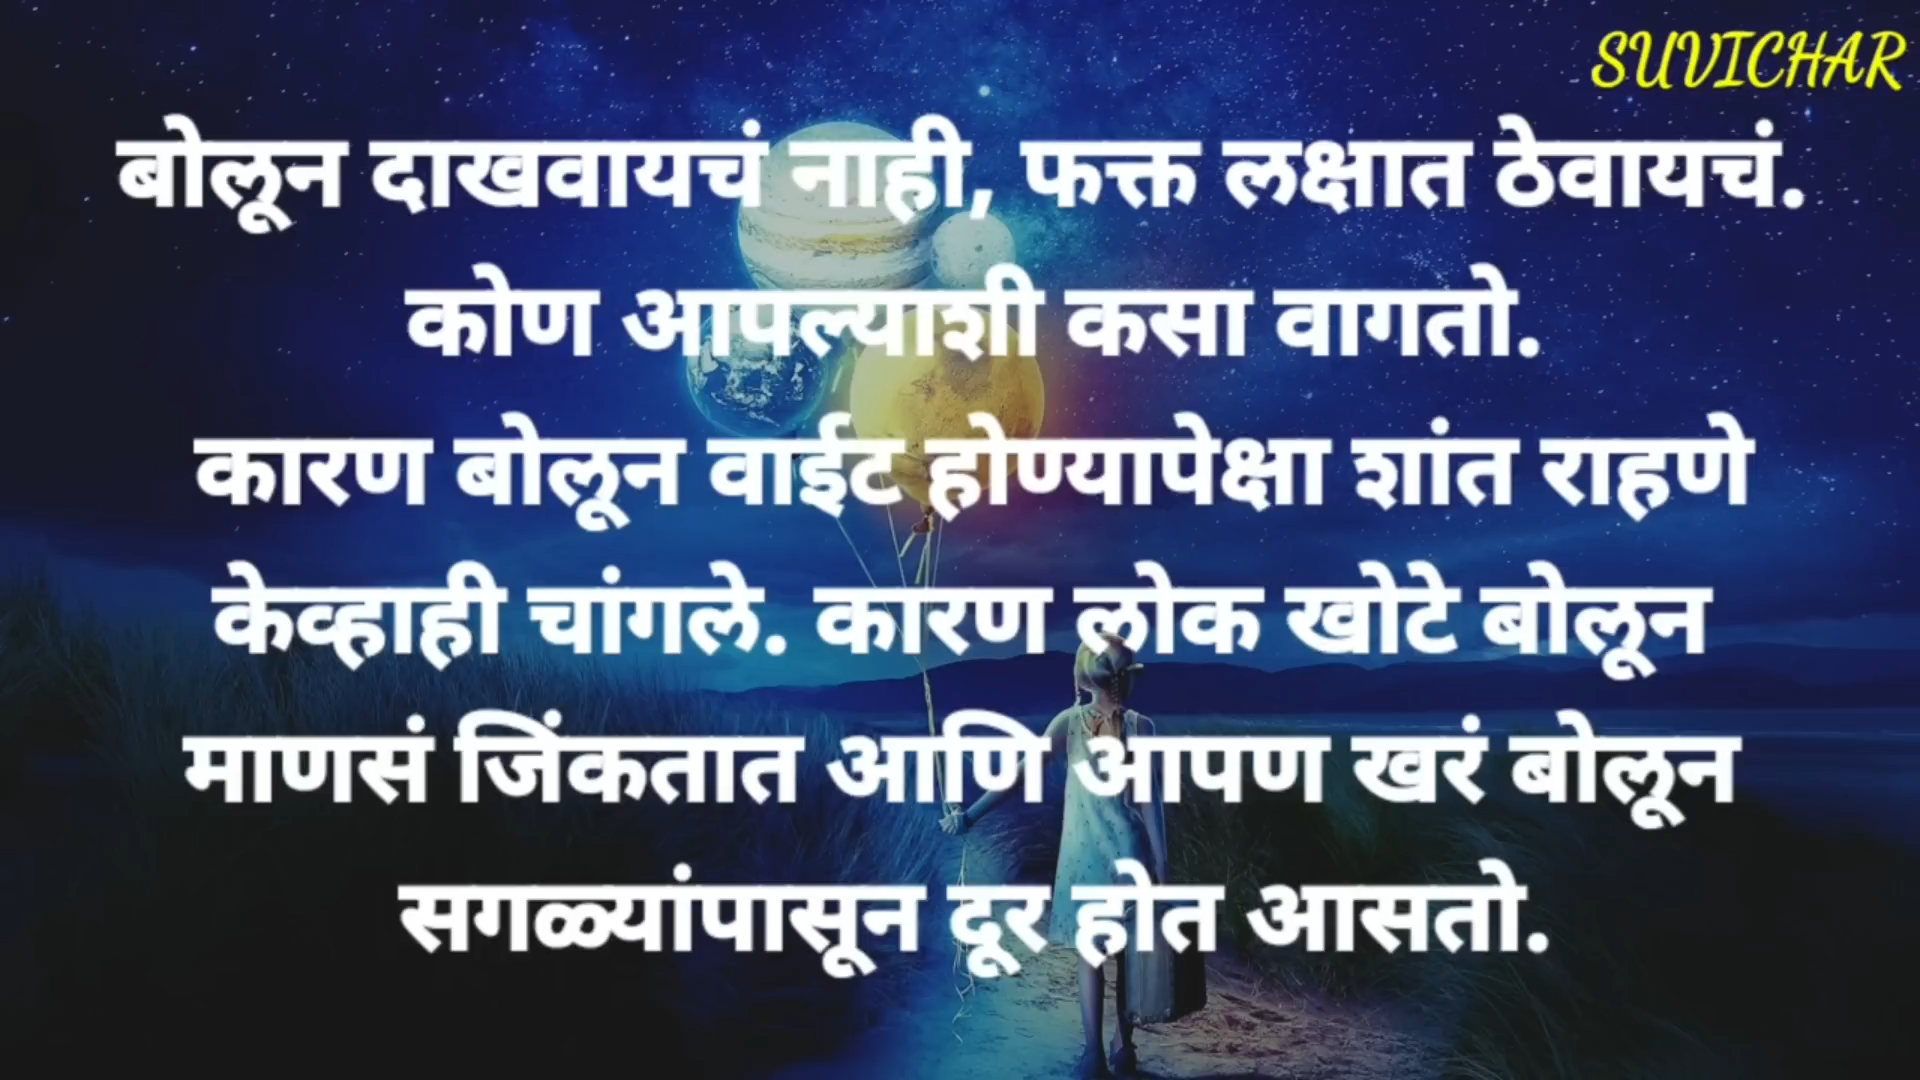 SUVICHAR
बोलून दाखवायचं नाही, फक्त लक्षात ठेवायचं.
कोण आपल्याशी कसा वागतो.
कारण बोलून वाईट होण्यापेक्षा शांत राहणे
केव्हाही चांगले. कारण लोक खोटे बोलून
माणसं जिंकतात आणि आपण खरं बोलून
सगळ्यांपासून दूर होत आसतो.